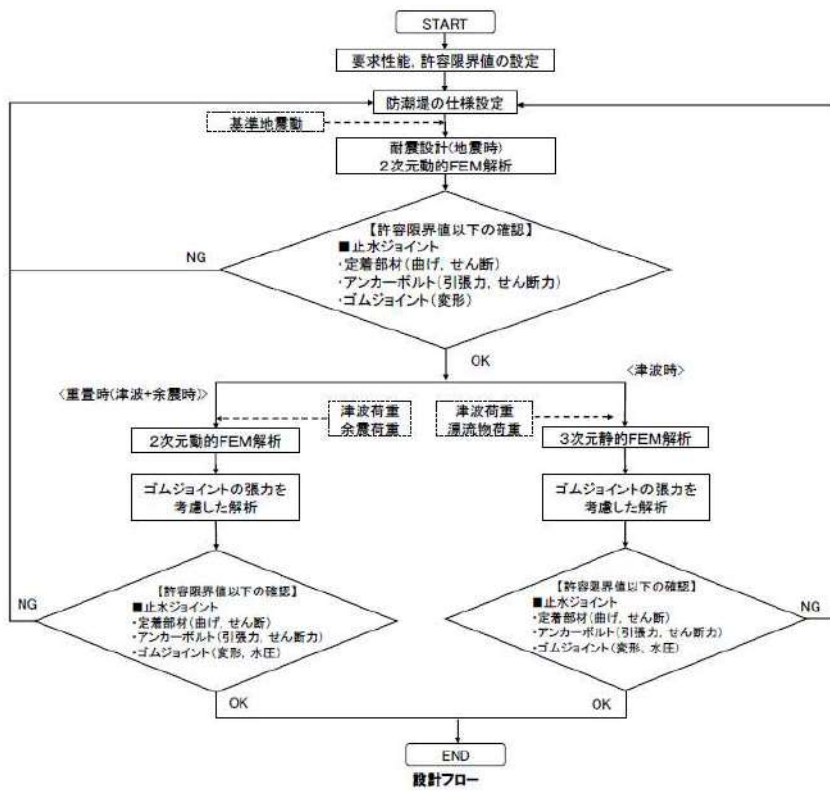 START
要求性能, 許容限界値の設定
防潮堤の仕様設定
基準地震動
耐震設計(地震時)
2次元動的FEM解析
【許容限界値以下の確認】
■止水ジョイント
・定着部材(曲げ, せん断)
・アンカーボルト(引張力, せん断力)
・ゴムジョイント(変形)
NG
OK
<重畳時(津波+余震時)>
<津波時>
津波荷重
余震荷重
津波荷重
漂流物荷重
2次元動的FEM解析
3次元静的FEM解析
ゴムジョイントの張力を
考慮した解析
ゴムジョイントの張力を
考慮した解析
【許容限界値以下の確認】
■止水ジョイント
・定着部材(曲げ, せん断)
・アンカーボルト(引張力, せん断力)
・ゴムジョイント(変形, 水圧)
NG
【許容限界値以下の確認】
■止水ジョイント
・定着部材(曲げ, せん断)
・アンカーボルト(引張力, せん断力)
・ゴムジョイント(変形, 水圧)
NG
OK
OK
END
設計フロー